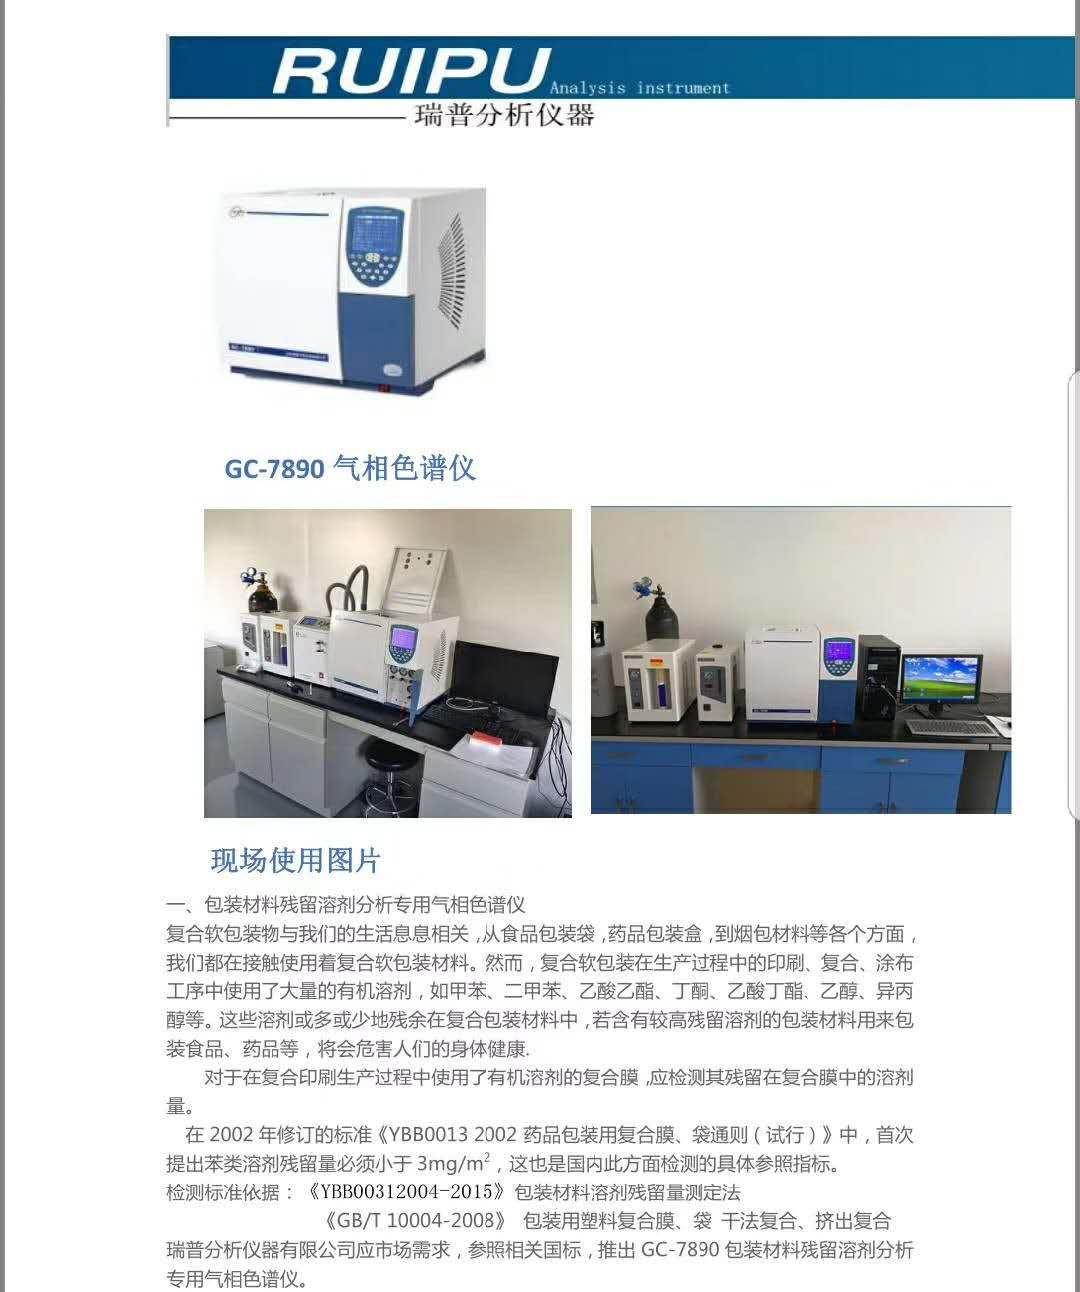 RUIPU Analysis instrument
瑞普分析仪器
GC-7890 气相色谱仪
现场使用图片
一、包装材料残留溶剂分析专用气相色谱仪
复合软包装物与我们的生活息息相关,从食品包装袋,药品包装盒,到烟包材料等各个方面,
我们都在接触使用着复合软包装材料。然而,复合软包装在生产过程中的印刷、复合、涂布
工序中使用了大量的有机溶剂,如甲苯、二甲苯、乙酸乙酯、丁酮、乙酸丁酯、乙醇、异丙
醇等。这些溶剂或多或少地残余在复合包装材料中,若含有较高残留溶剂的包装材料用来包
装食品、药品等,将会危害人们的身体健康.
对于在复合印刷生产过程中使用了有机溶剂的复合膜,应检测其残留在复合膜中的溶剂
量。
在 2002 年修订的标准《YBB0013 2002 药品包装用复合膜、袋通则(试行)》中,首次
提出苯类溶剂残留量必须小于 3mg/m²,这也是国内此方面检测的具体参照指标。
检测标准依据:《YBB00312004-2015》包装材料溶剂残留量测定法
《GB/T 10004-2008》 包装用塑料复合膜、袋 干法复合、挤出复合
瑞普分析仪器有限公司应市场需求,参照相关国标,推出 GC-7890 包装材料残留溶剂分析
专用气相色谱仪。